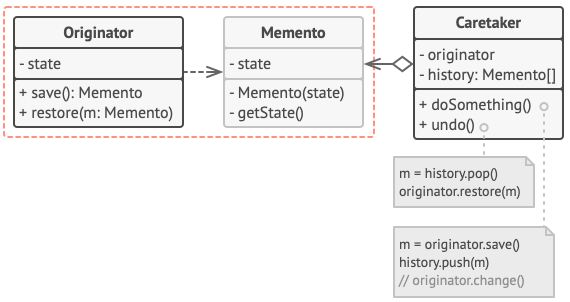 Originator
- state
+ save(): Memento
+ restore(m: Memento)
Memento
- state
- Memento(state)
- getState()
Caretaker
- originator
- history: Memento[]
+ doSomething()
+ undo()
m = history.pop()
originator.restore(m)
m = originator.save()
history.push(m)
// originator.change()